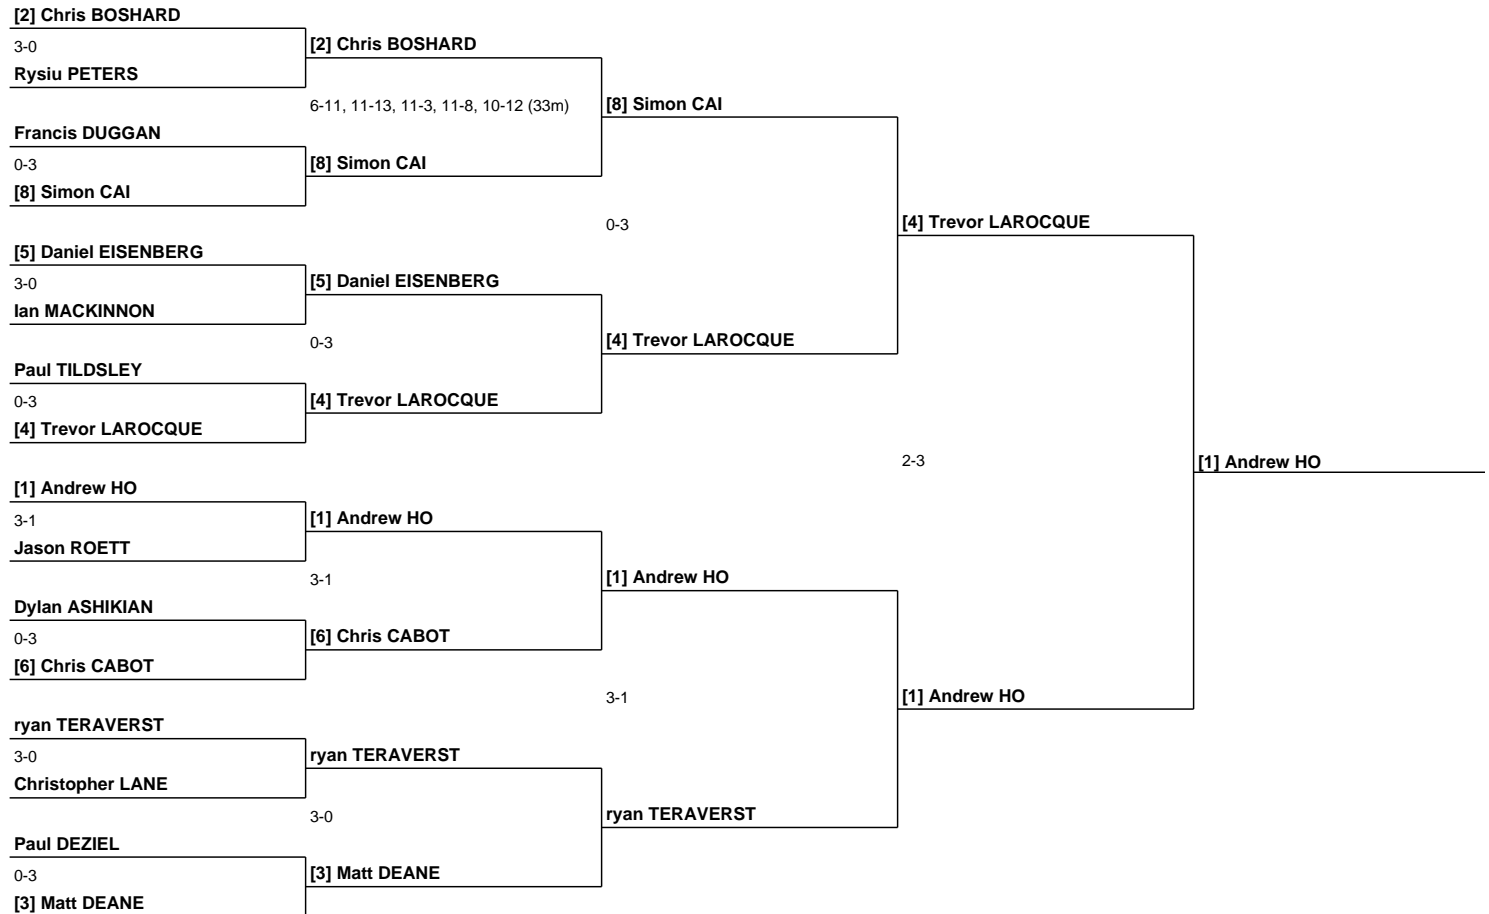 [2] Chris BOSHARD
3-0
Rysiu PETERS
Francis DUGGAN
0-3
[8] Simon CAI
[5] Daniel EISENBERG
3-0
Ian MACKINNON
Paul TILDSLEY
0-3
[4] Trevor LAROCQUE
[1] Andrew HO
3-1
Jason ROETT
Dylan ASHIKIAN
0-3
[6] Chris CABOT
ryan TERAVERST
3-0
Christopher LANE
Paul DEZIEL
0-3
[3] Matt DEANE
[2] Chris BOSHARD
6-11, 11-13, 11-3, 11-8, 10-12 (33m)
[8] Simon CAI
[5] Daniel EISENBERG
0-3
[4] Trevor LAROCQUE
[1] Andrew HO
3-1
[6] Chris CABOT
ryan TERAVERST
3-0
[3] Matt DEANE
[8] Simon CAI
0-3
[4] Trevor LAROCQUE
[1] Andrew HO
3-1
ryan TERAVERST
[4] Trevor LAROCQUE
2-3
[1] Andrew HO
[1] Andrew HO